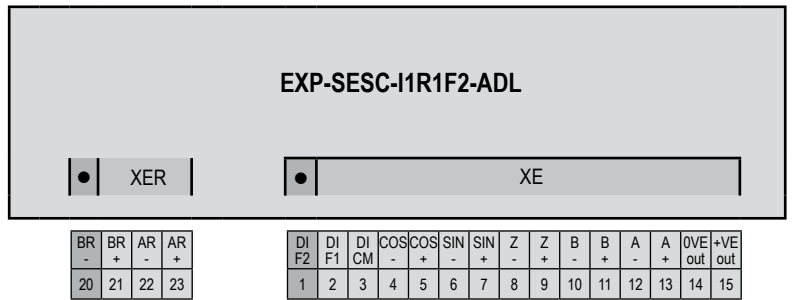 EXP-SESC-I1R1F2-ADL
XER XE
BR BR AR AR DI DI DI COS COS SIN SIN Z Z B B A A 0VE +VE
- + - + F2 F1 CM - + - + - + - + - + out out
20 21 22 23 1 2 3 4 5 6 7 8 9 10 11 12 13 14 15